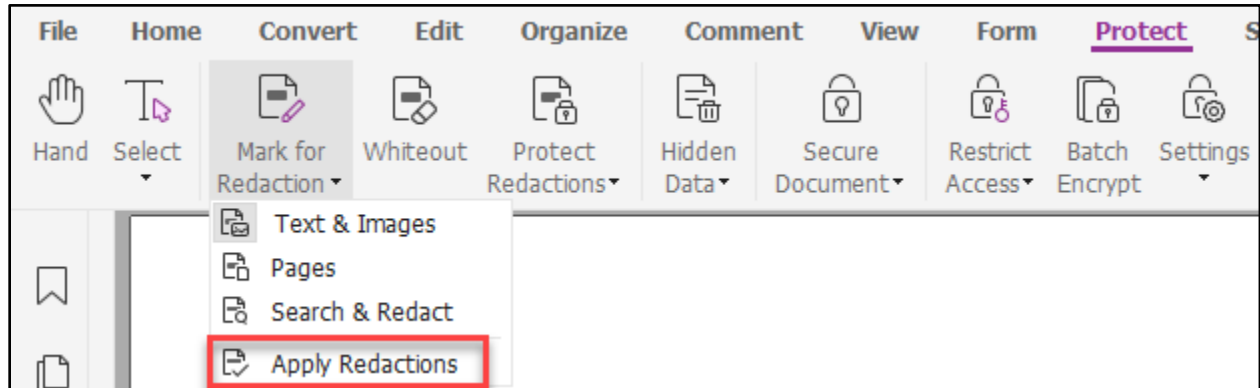 File Home Convert Edit Organize Comment View Form Protect S
Hand Select Mark for Whiteout Protect Hidden Secure Restrict Batch Settings
Redaction Redactions Data Document Access Encrypt
Text & Images
Pages
Search & Redact
Apply Redactions